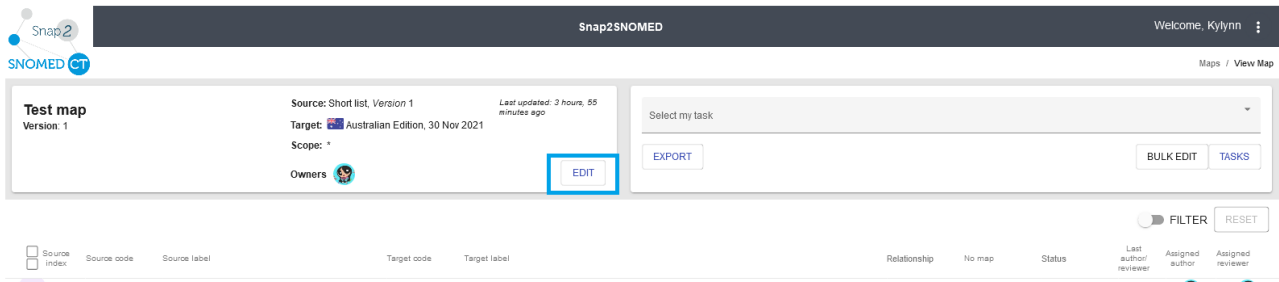 Snap2
SNOMED CT
Snap2SNOMED
Welcome, Kylynn
Maps / View Map
Test map
Version: 1
Source: Short list, Version 1
Last updated: 3 hours, 55
minutes ago
Target: Australian Edition, 30 Nov 2021
Scope: *
Owners
EDIT
Select my task
EXPORT
BULK EDIT
TASKS
FILTER
RESET
Source
index
Source code
Source label
Target code
Target label
Relationship
No map
Status
Last
author/
reviewer
Assigned
author
Assigned
reviewer